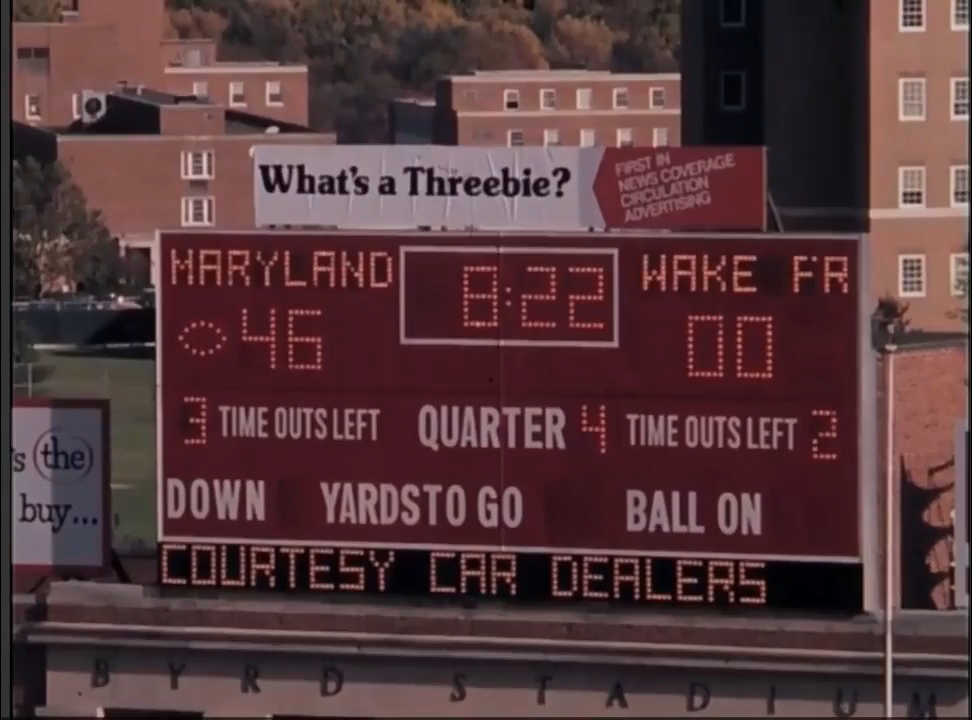 What's a Threebie?
FIRST IN
NEWS COVERAGE
CIRCULATION
ADVERTISING
MARYLAND 8:22 WAKE FR
46 00
3 TIME OUTS LEFT QUARTER 4 TIME OUTS LEFT 2
DOWN YARDS TO GO BALL ON
's the
buy...
COURTESY CAR DEALERS
BYRD STADIUM